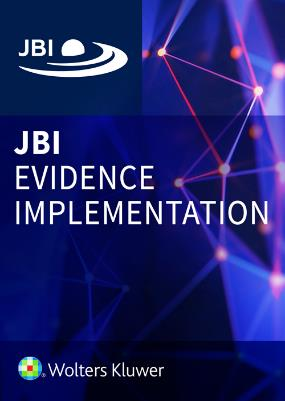 JBI
JBI
EVIDENCE
IMPLEMENTATION
Wolters Kluwer